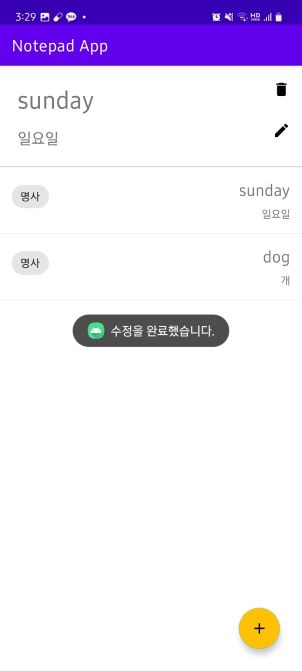 3:29
Notepad App
sunday
일요일
명사
sunday
일요일
명사
dog
개
수정을 완료했습니다.
+